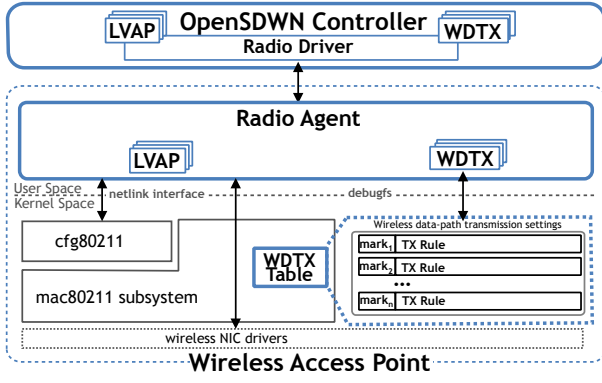 OpenSDWN Controller
LVAP
WDTX
Radio Driver
Radio Agent
LVAP
WDTX
User Space
Kernel Space
netlink interface
debugfs
cfg80211
mac80211 subsystem
WDTX
Table
Wireless data-path transmission settings
mark1 TX Rule
mark2 TX Rule
...
markn TX Rule
wireless NIC drivers
Wireless Access Point